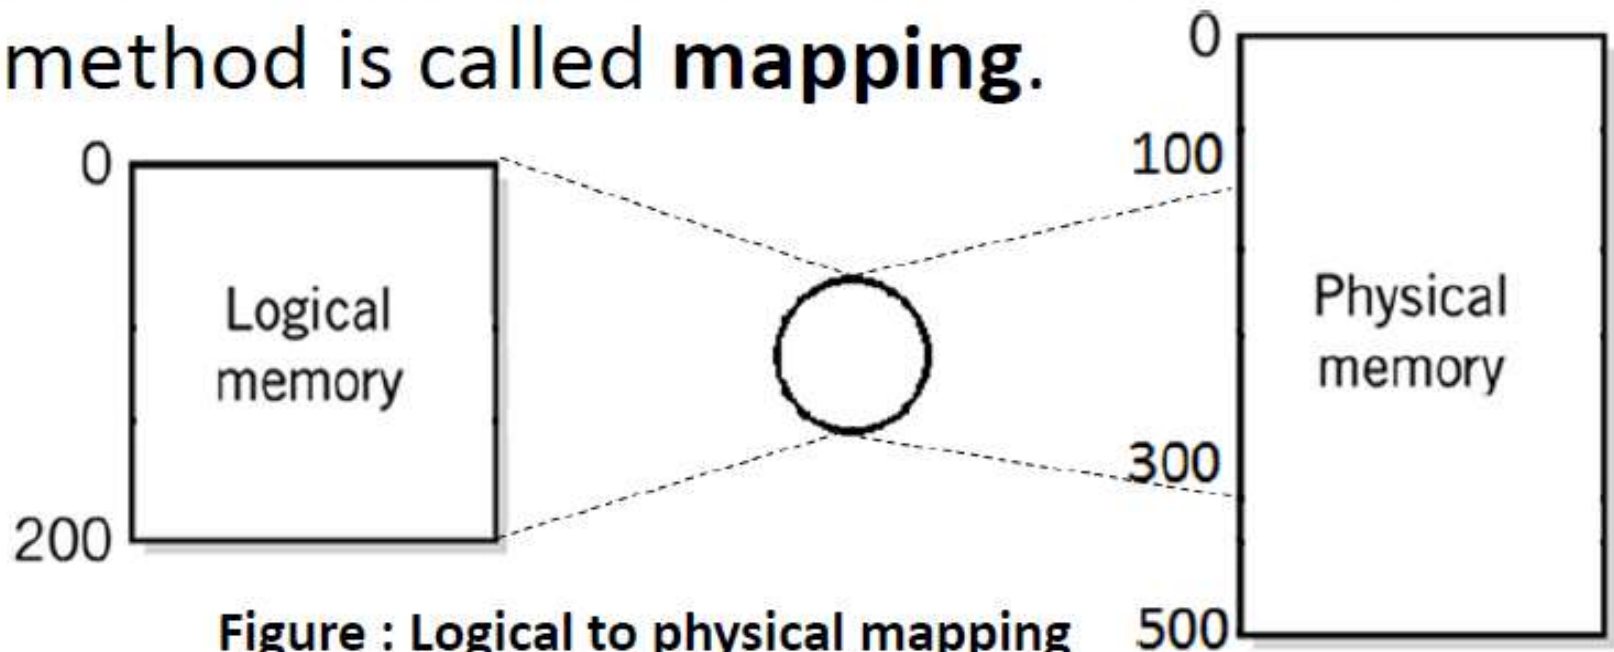 method is called mapping.
0
100
300
500
Physical
memory
0
200
Logical
memory
Figure : Logical to physical mapping